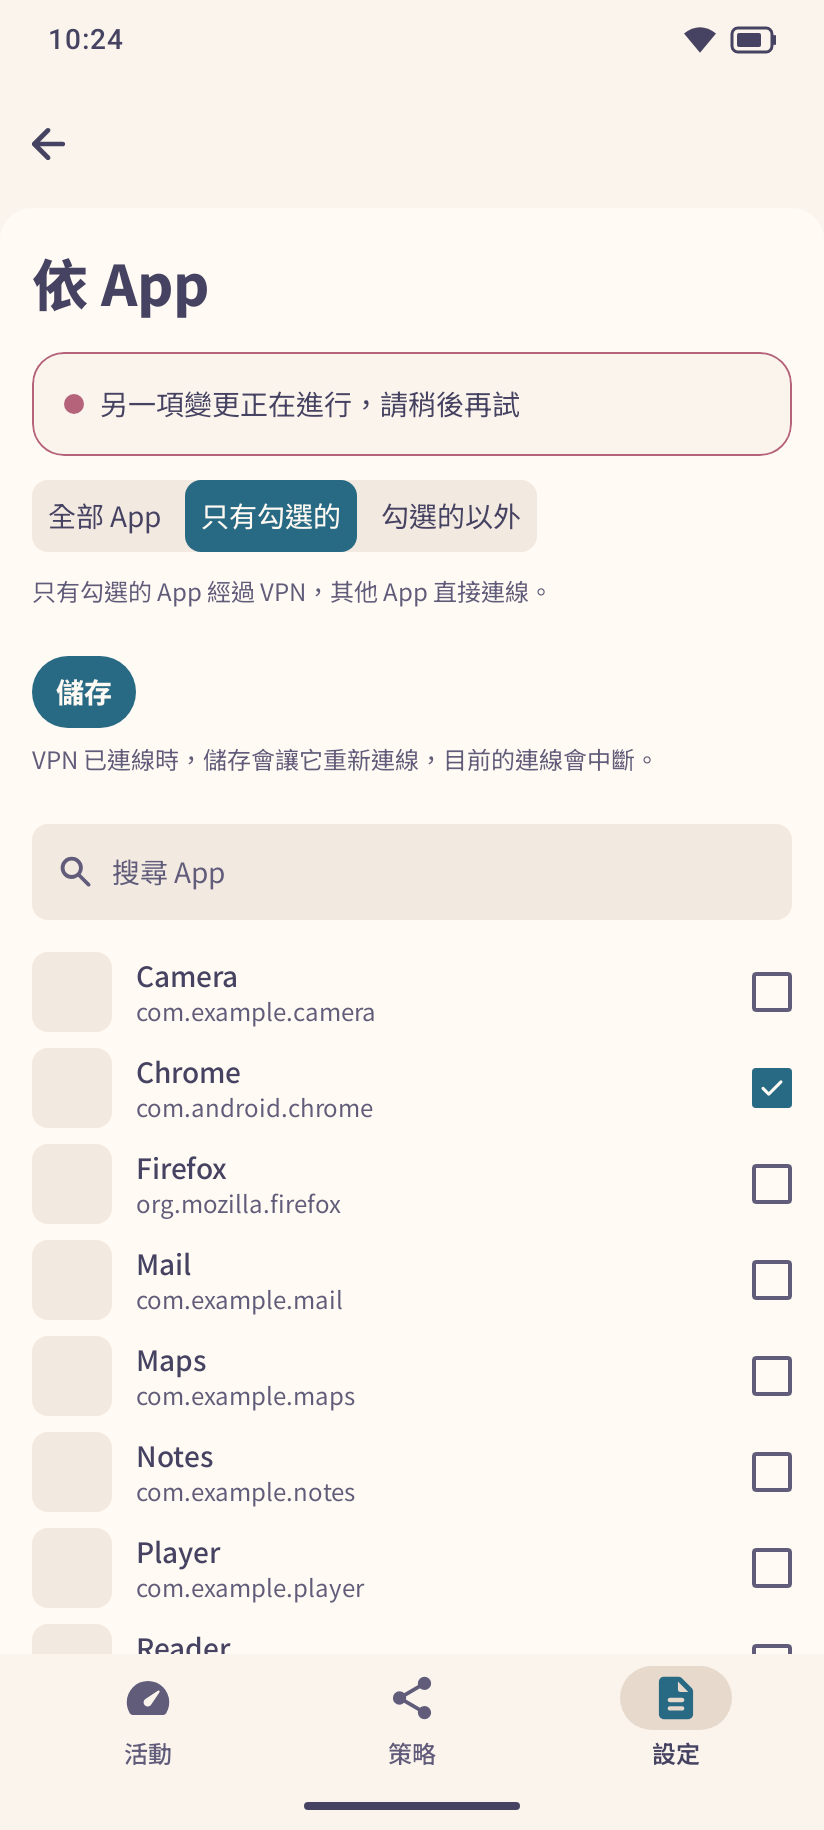 10:24
依 App
另一項變更正在進行，請稍後再試
全部 App
只有勾選的
勾選的以外
只有勾選的 App 經過 VPN，其他 App 直接連線。
儲存
VPN 已連線時，儲存會讓它重新連線，目前的連線會中斷。
搜尋 App
Camera
com.example.camera
Chrome
com.android.chrome
Firefox
org.mozilla.firefox
Mail
com.example.mail
Maps
com.example.maps
Notes
com.example.notes
Player
com.example.player
Reader
活動
策略
設定